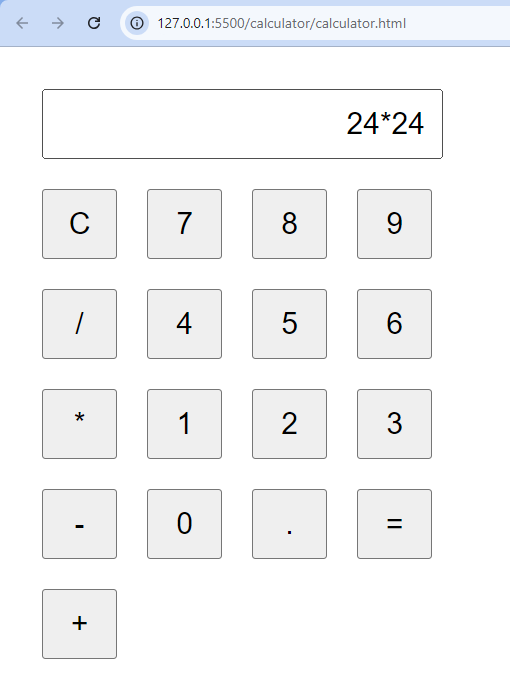 127.0.0.1:5500/calculator/calculator.html
24*24
C 7 8 9
/ 4 5 6
* 1 2 3
- 0 . =
+